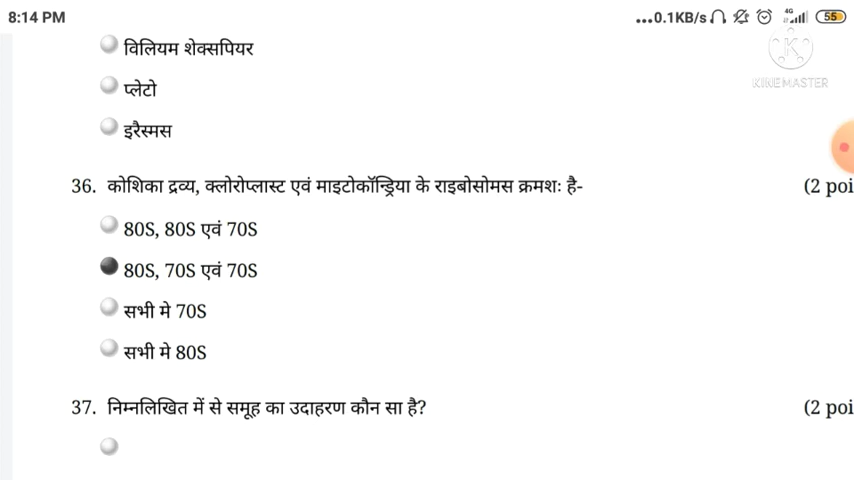 8:14 PM ...0.1KB/s 4G 55
KINEMASTER
विलियम शेक्सपियर
प्लेटो
इरैस्मस
36. कोशिका द्रव्य, क्लोरोप्लास्ट एवं माइटोकॉन्ड्रिया के राइबोसोमस क्रमशः है- (2 poi
80S, 80S एवं 70S
80S, 70S एवं 70S
सभी मे 70S
सभी मे 80S
37. निम्नलिखित में से समूह का उदाहरण कौन सा है? (2 poi